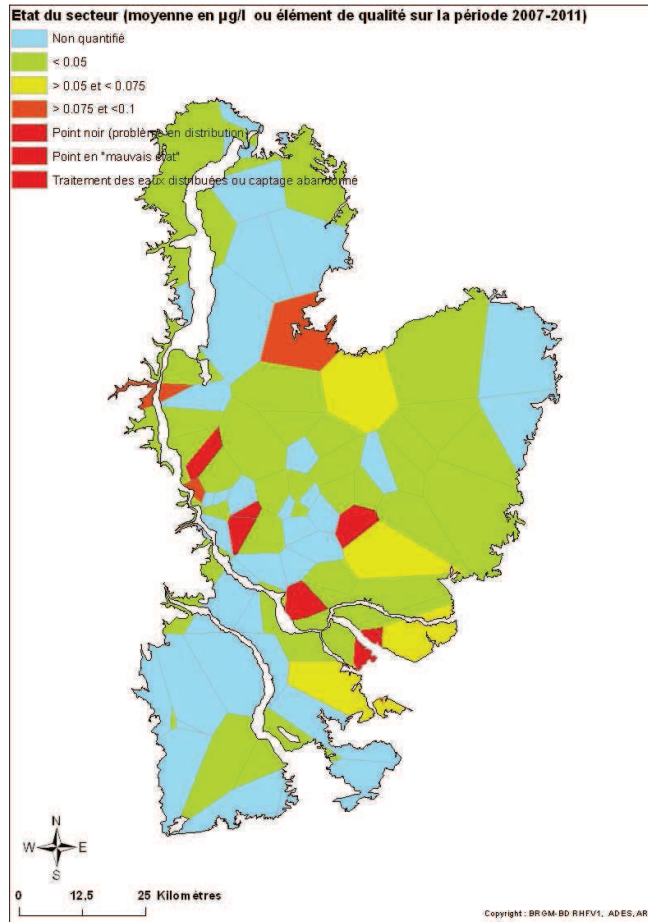 Etat du secteur (moyenne en µg/l ou élément de qualité sur la période 2007-2011)
Non quantifié
< 0.05
> 0.05 et < 0.075
> 0.075 et <0.1
Point noir (problème en distribution)
Point en "mauvais état"
Traitement des eaux distribuées ou captage abandonné
N
W E
S
0 12,5 25 Kilomètres
Copyright : BRGM-BD RHFV1, ADES, AR